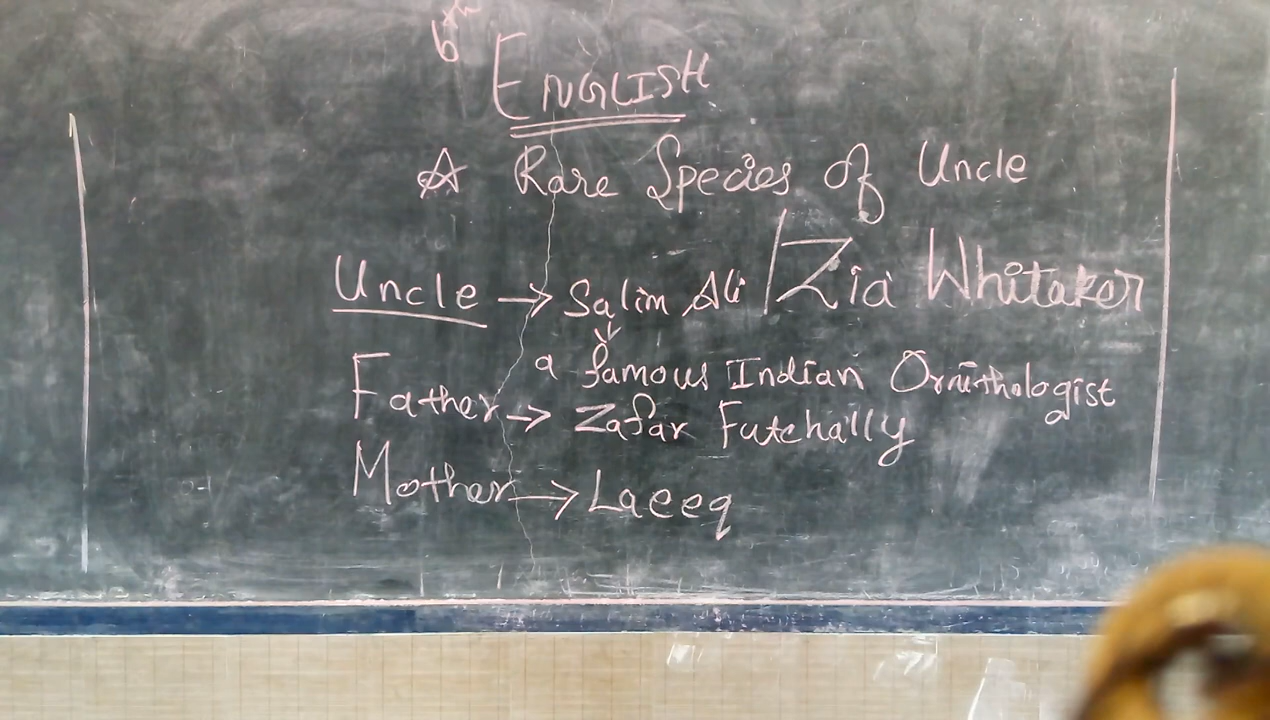 6th
ENGLISH
A Rare Species of Uncle
Uncle → Salim Ali / Zia Whitaker
a famous Indian Ornithologist
Father → Zafar Futehally
Mother → Laeeq